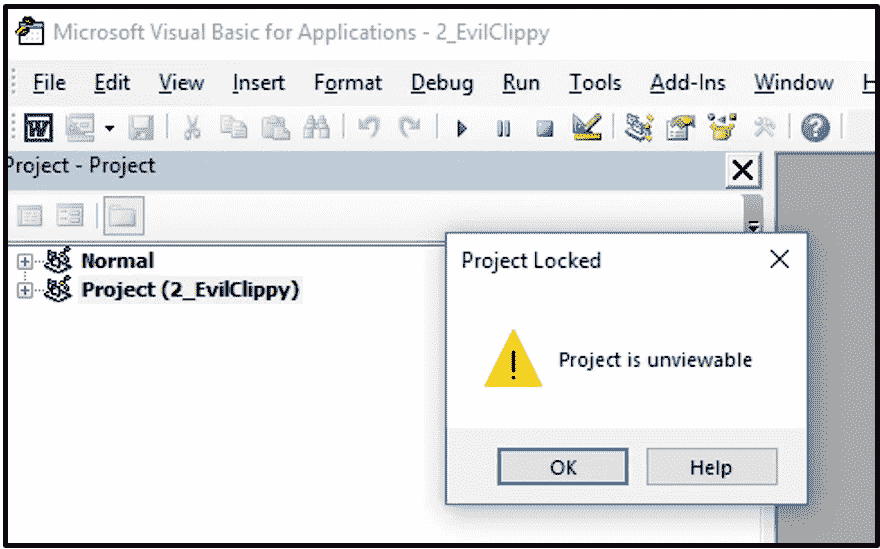 Microsoft Visual Basic for Applications - 2_EvilClippy
File Edit View Insert Format Debug Run Tools Add-Ins Window H
Project - Project
Normal
Project (2_EvilClippy)
Project Locked
Project is unviewable
OK Help